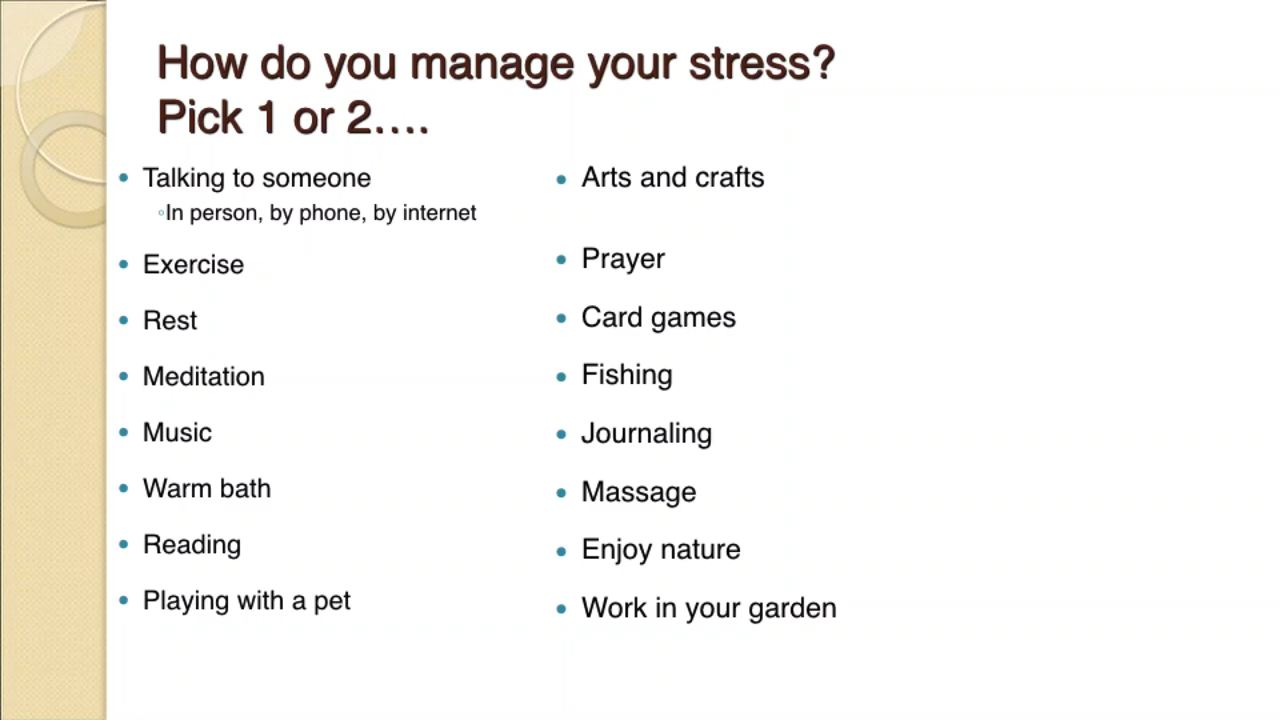 How do you manage your stress?
Pick 1 or 2....
• Talking to someone
◦In person, by phone, by internet
• Exercise
• Rest
• Meditation
• Music
• Warm bath
• Reading
• Playing with a pet
• Arts and crafts
• Prayer
• Card games
• Fishing
• Journaling
• Massage
• Enjoy nature
• Work in your garden